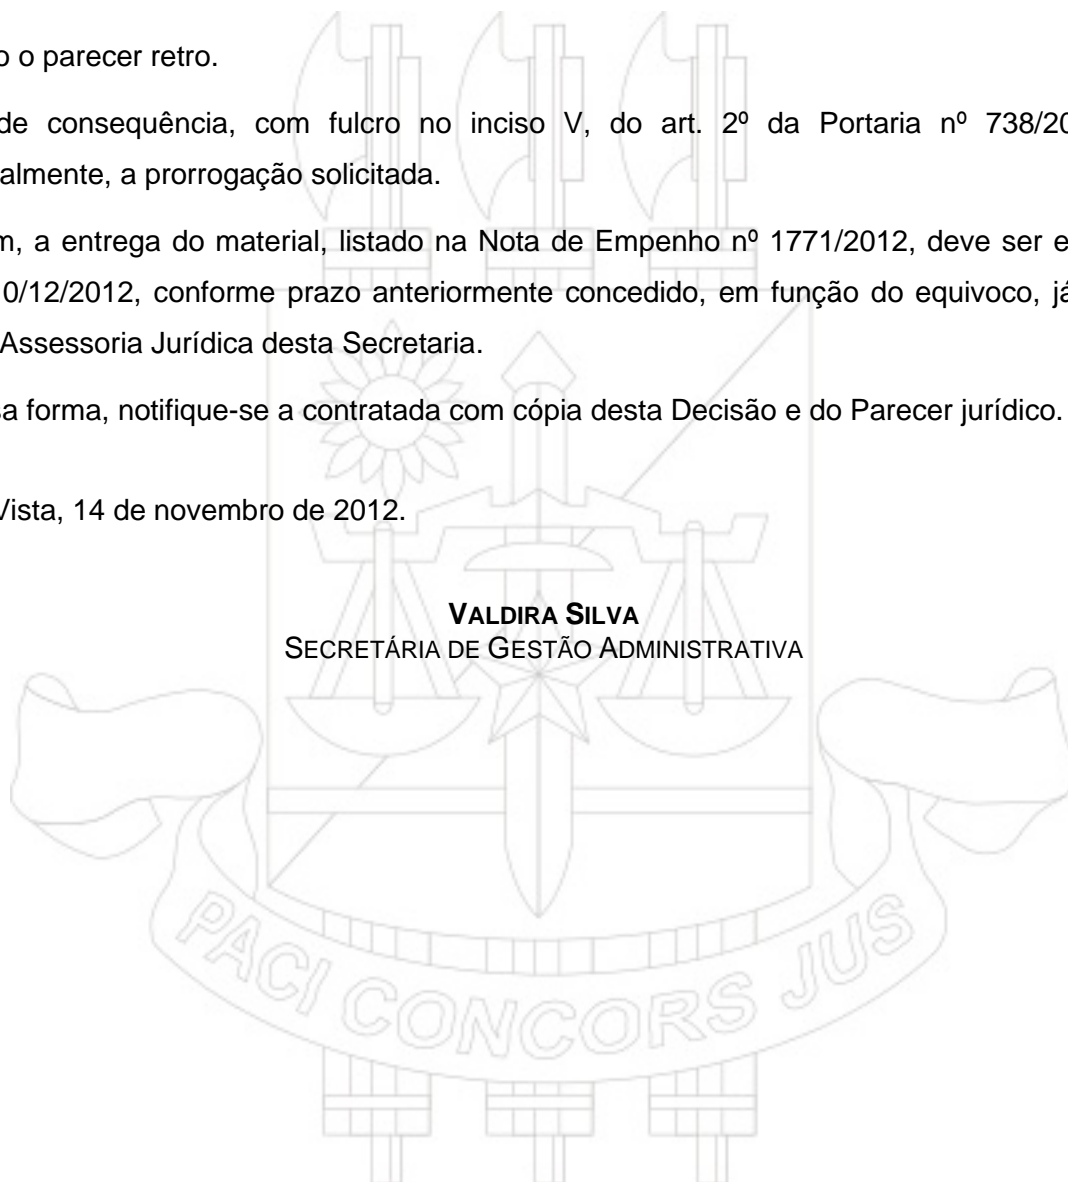 o o parecer retro.
de consequência, com fulcro no inciso V, do art. 2º da Portaria nº 738/20
almente, a prorrogação solicitada.
m, a entrega do material, listado na Nota de Empenho nº 1771/2012, deve ser e
0/12/2012, conforme prazo anteriormente concedido, em função do equivoco, já
Assessoria Jurídica desta Secretaria.
sa forma, notifique-se a contratada com cópia desta Decisão e do Parecer jurídico.
Vista, 14 de novembro de 2012.
VALDIRA SILVA
SECRETÁRIA DE GESTÃO ADMINISTRATIVA
PACI CONCORS JUS